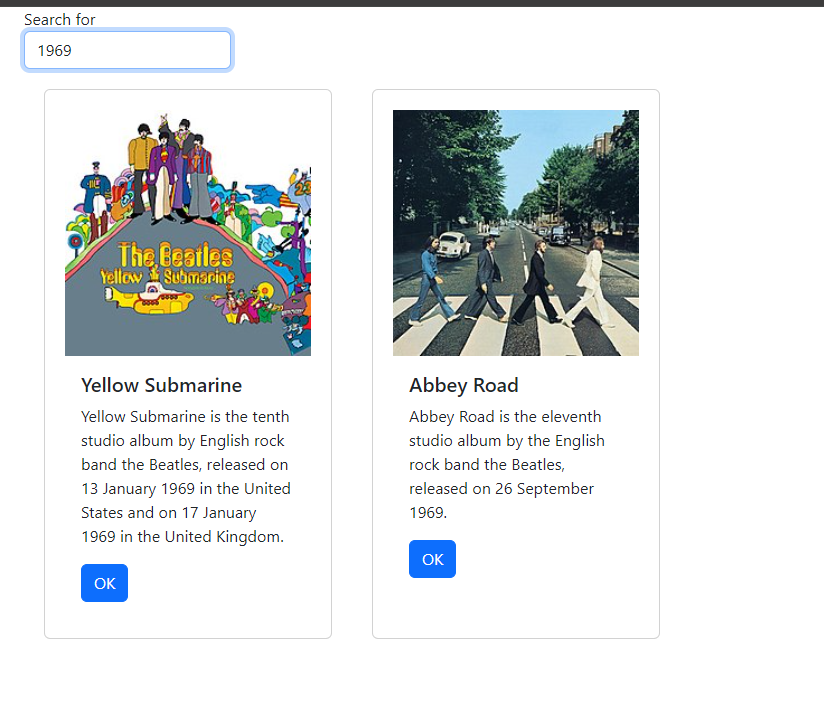 Search for
1969
The Beatles
Yellow Submarine
Yellow Submarine
Yellow Submarine is the tenth
studio album by English rock
band the Beatles, released on
13 January 1969 in the United
States and on 17 January
1969 in the United Kingdom.
OK
Abbey Road
Abbey Road is the eleventh
studio album by the English
rock band the Beatles,
released on 26 September
1969.
OK